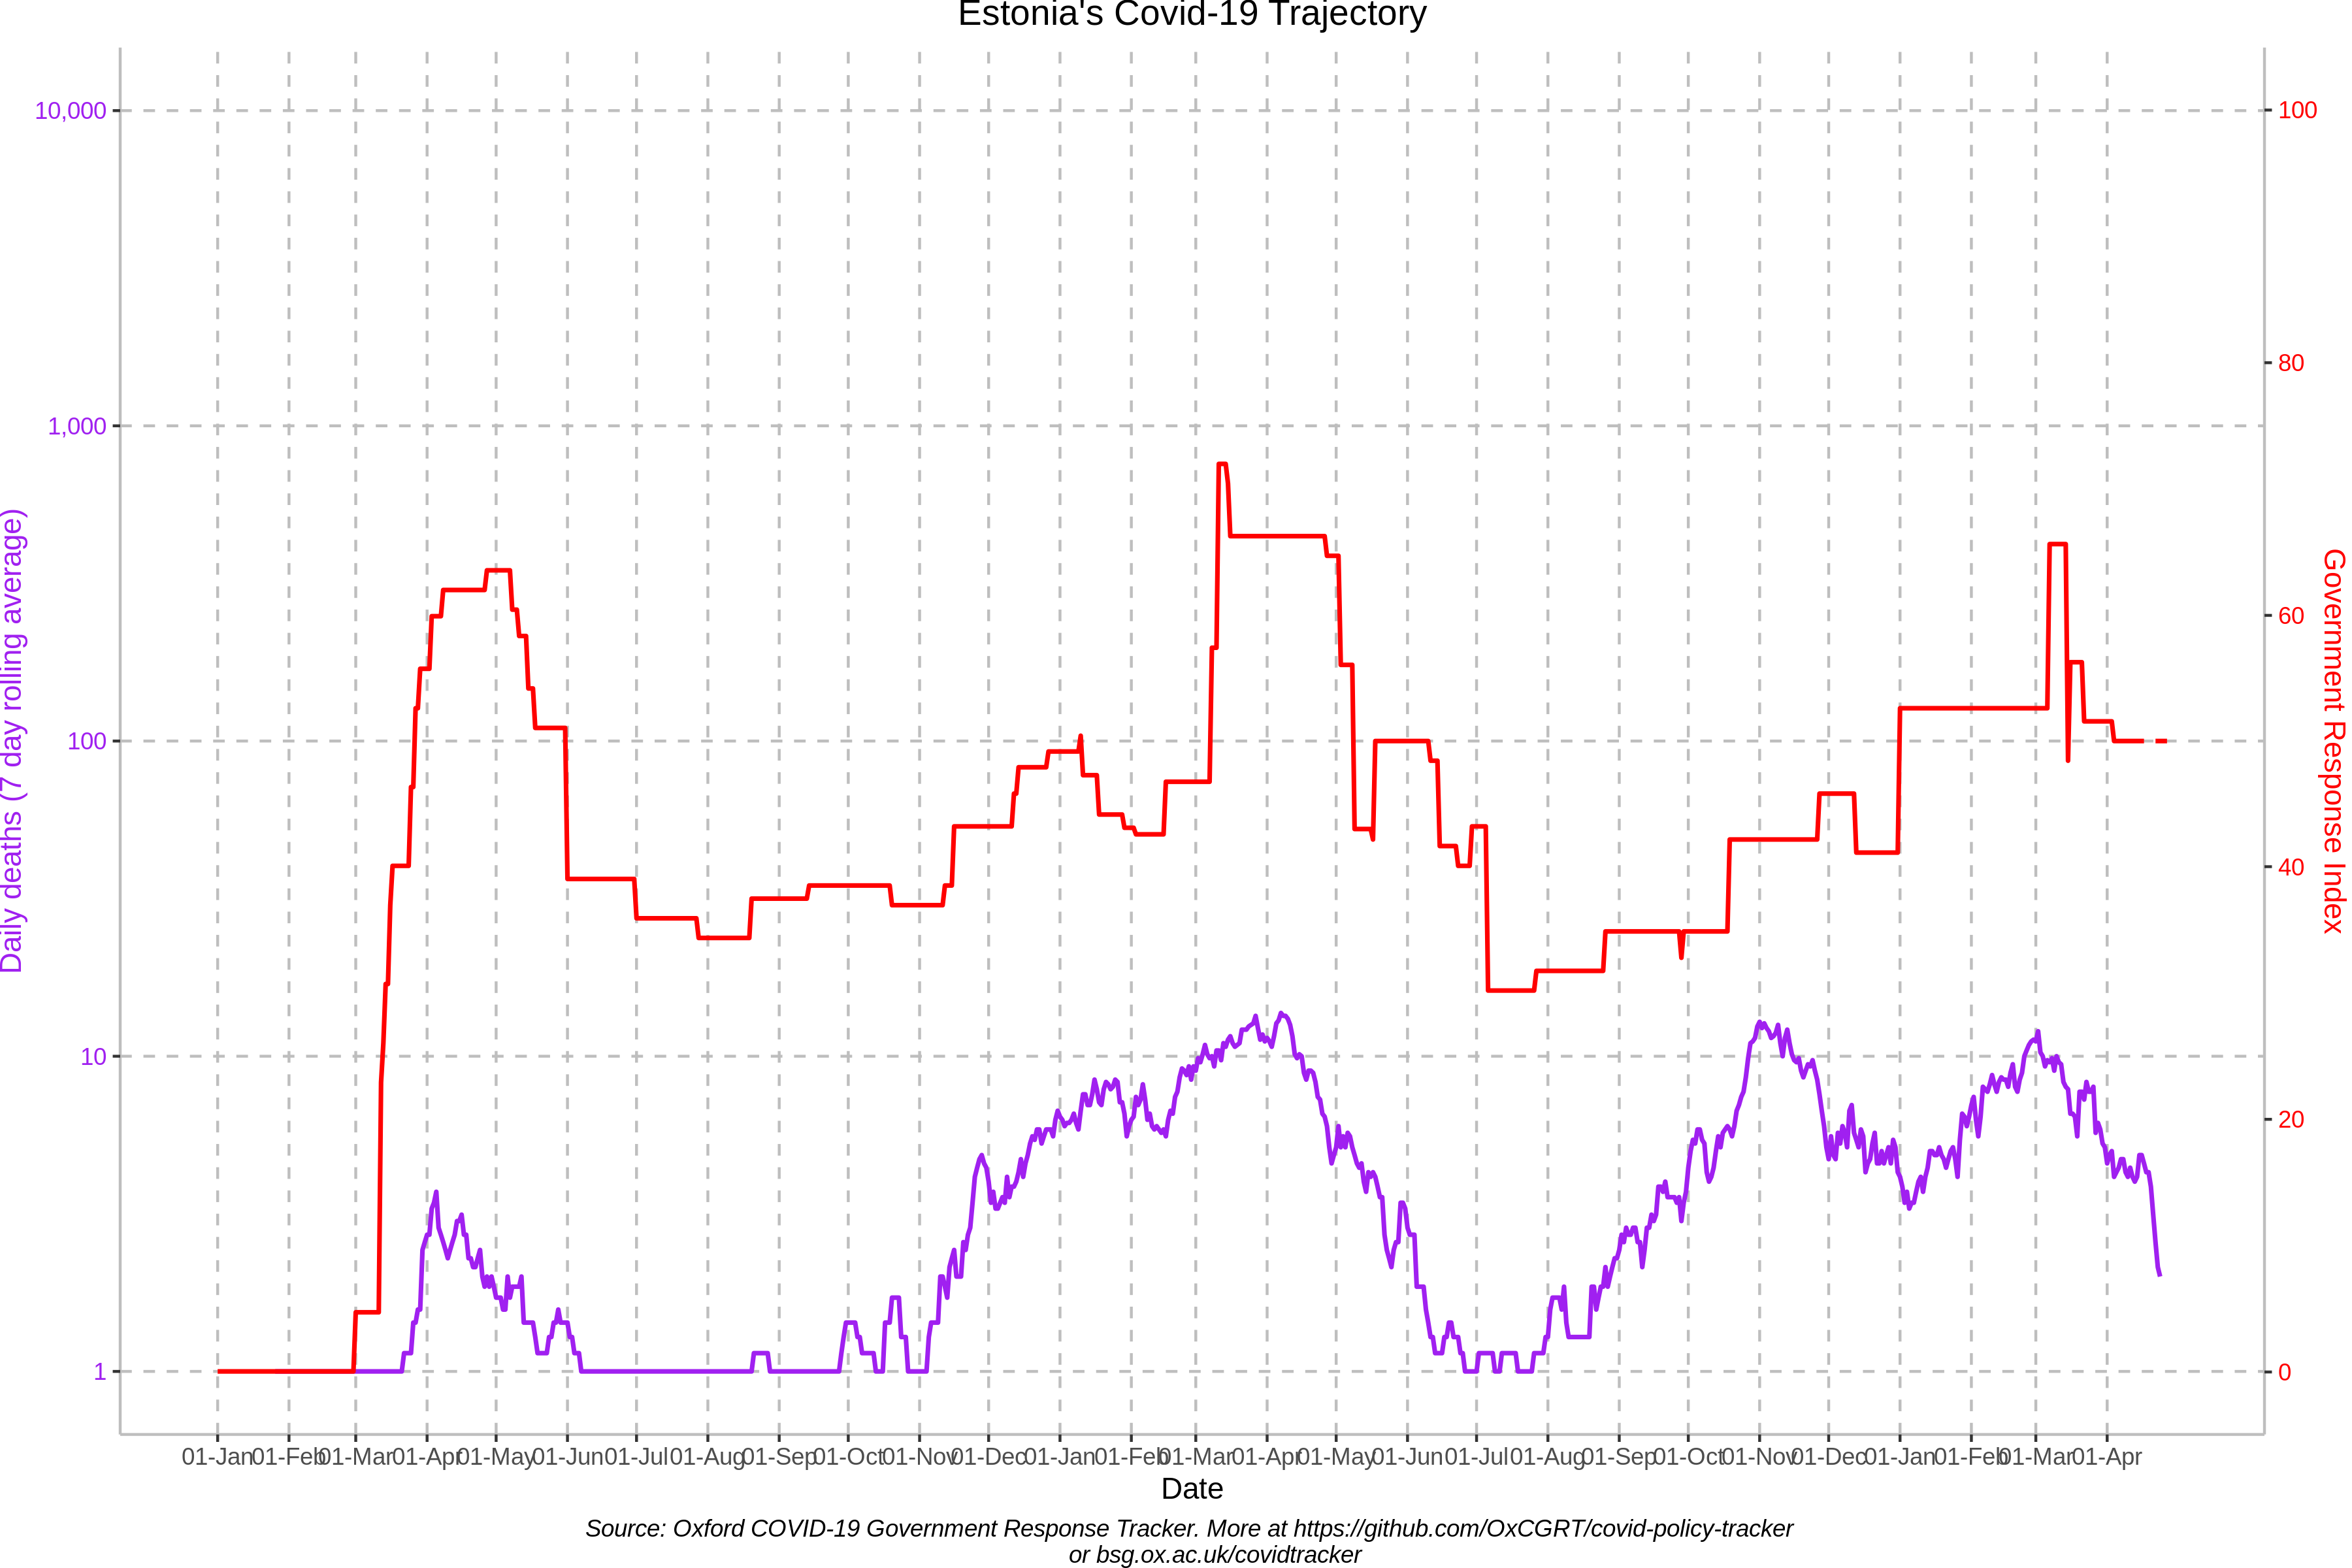 Estonia's Covid-19 Trajectory
10,000
1,000
100
10
1
Daily deaths (7 day rolling average)
100
80
60
40
20
0
Government Response Index
01-Jan 01-Feb 01-Mar 01-Apr 01-May 01-Jun 01-Jul 01-Aug 01-Sep 01-Oct 01-Nov 01-Dec 01-Jan 01-Feb 01-Mar 01-Apr 01-May 01-Jun 01-Jul 01-Aug 01-Sep 01-Oct 01-Nov 01-Dec 01-Jan 01-Feb 01-Mar 01-Apr
Date
Source: Oxford COVID-19 Government Response Tracker. More at https://github.com/OxCGRT/covid-policy-tracker
or bsg.ox.ac.uk/covidtracker